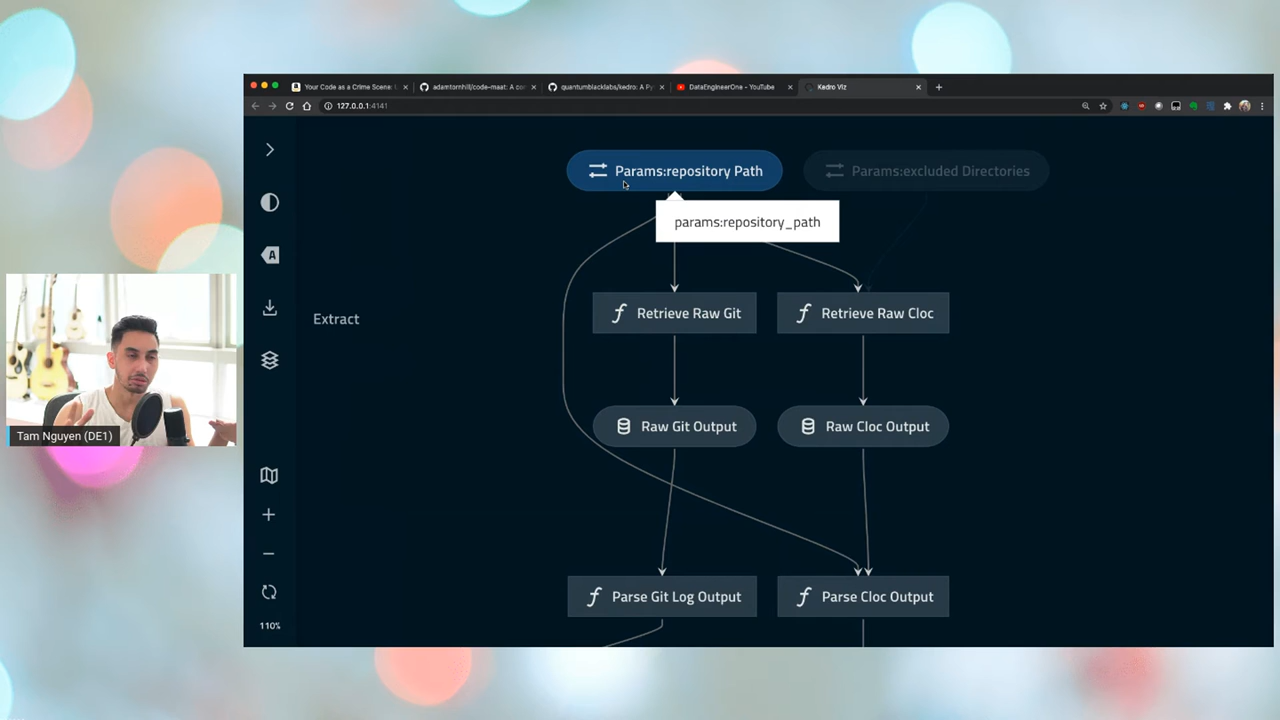 Your Code as a Crime Scene: U
adamtornhill/code-maat: A co
quantumblacklabs/kedro: A Py
DataEngineerOne - YouTube
Kedro Viz
127.0.0.1:4141
Params:repository Path
Params:excluded Directories
params:repository_path
Retrieve Raw Git
Retrieve Raw Cloc
Extract
Raw Git Output
Raw Cloc Output
Tam Nguyen (DE1)
Parse Git Log Output
Parse Cloc Output
110%